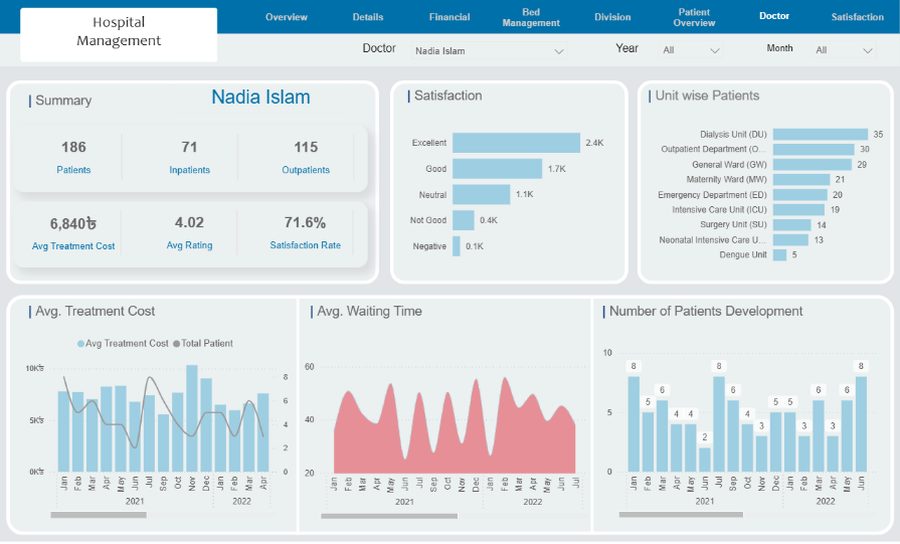 Hospital
Management
Overview
Details
Financial
Bed
Management
Division
Patient
Overview
Doctor
Satisfaction
Doctor
Nadia Islam
Year
All
Month
All
Summary
Nadia Islam
186
Patients
71
Inpatients
115
Outpatients
6,840৳
Avg Treatment Cost
4.02
Avg Rating
71.6%
Satisfaction Rate
Satisfaction
Excellent 2.4K
Good 1.7K
Neutral 1.1K
Not Good 0.4K
Negative 0.1K
Unit wise Patients
Dialysis Unit (DU) 35
Outpatient Department (O... 30
General Ward (GW) 29
Maternity Ward (MW) 21
Emergency Department (ED) 20
Intensive Care Unit (ICU) 19
Surgery Unit (SU) 14
Neonatal Intensive Care U... 13
Dengue Unit 5
Avg. Treatment Cost
Avg Treatment Cost Total Patient
10K৳ 8
6
5K৳ 4
2
0K৳ 0
Jan Feb Mar Apr May Jun Jul Aug Sep Oct Nov Dec Jan Feb Mar Apr
2021 2022
Avg. Waiting Time
60
40
20
Jan Feb Mar Apr May Jun Jul Sep Oct Nov Dec Jan Feb Mar Apr May Jun Jul
2021 2022
Number of Patients Development
10
5
0
8 5 6 4 4 2 8 6 4 3 5 5 3 6 3 6 8
Jan Feb Mar Apr May Jun Jul Sep Oct Nov Dec Jan Feb Mar Apr May Jun
2021 2022